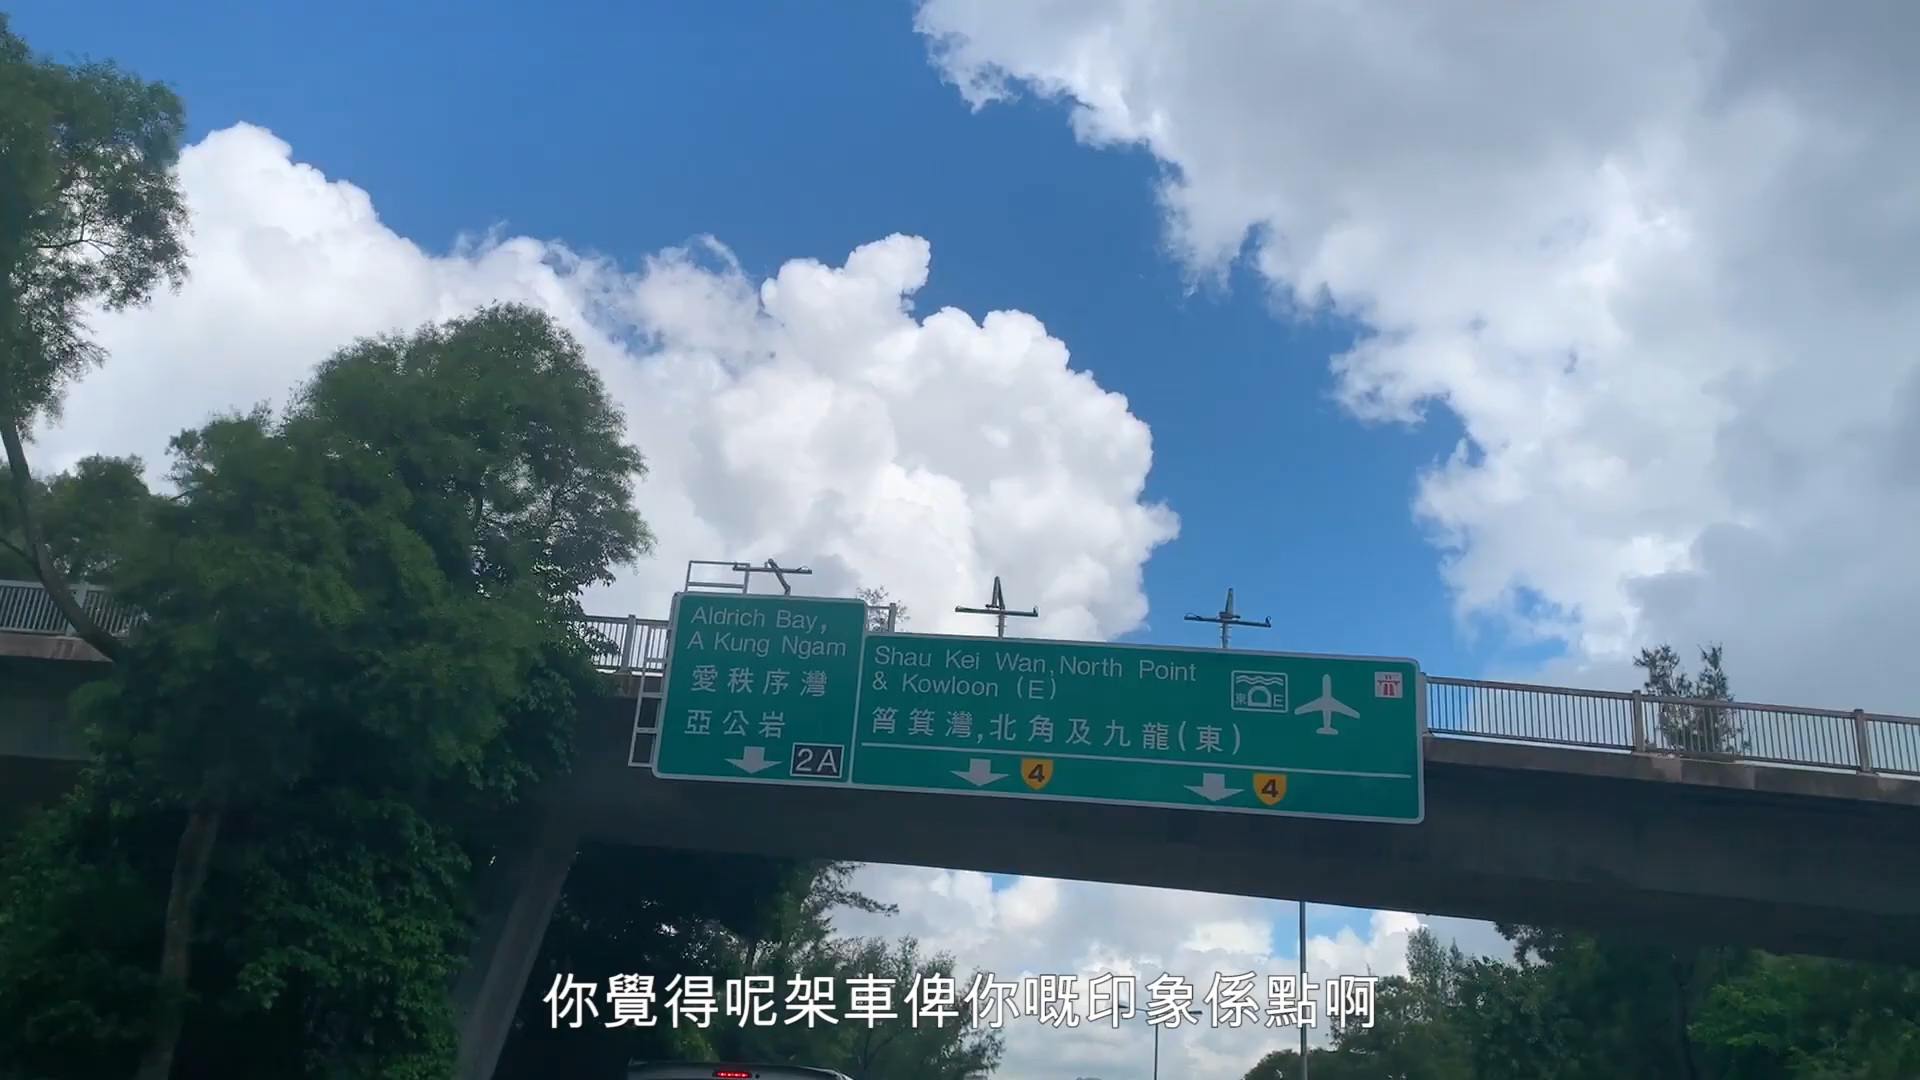 Aldrich Bay,
A Kung Ngam
愛秩序灣
亞公岩
2A
Shau Kei Wan, North Point
& Kowloon (E)
筲箕灣,北角及九龍(東)
東 E
4
4
你覺得呢架車俾你嘅印象係點啊